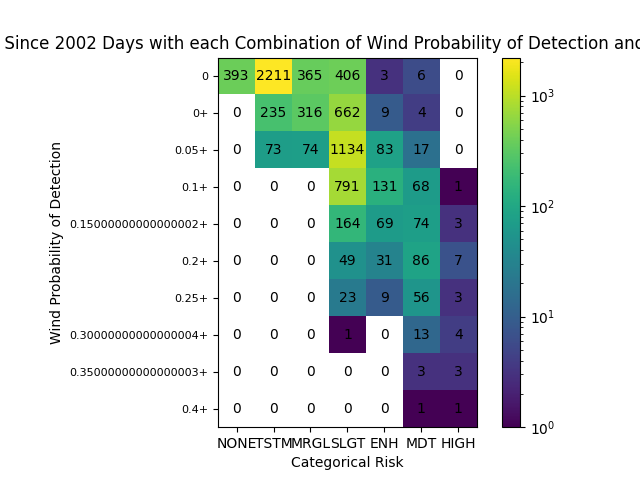 Since 2002 Days with each Combination of Wind Probability of Detection and
0 393 2211 365 406 3 6 0
0+ 0 235 316 662 9 4 0
0.05+ 0 73 74 1134 83 17 0
0.1+ 0 0 0 791 131 68 1
0.15000000000000002+ 0 0 0 164 69 74 3
0.2+ 0 0 0 49 31 86 7
0.25+ 0 0 0 23 9 56 3
0.30000000000000004+ 0 0 0 1 0 13 4
0.35000000000000003+ 0 0 0 0 0 3 3
0.4+ 0 0 0 0 0 1 1
NONE TSTM MRGL SLGT ENH MDT HIGH
Categorical Risk
Wind Probability of Detection
10³
10²
10¹
10⁰